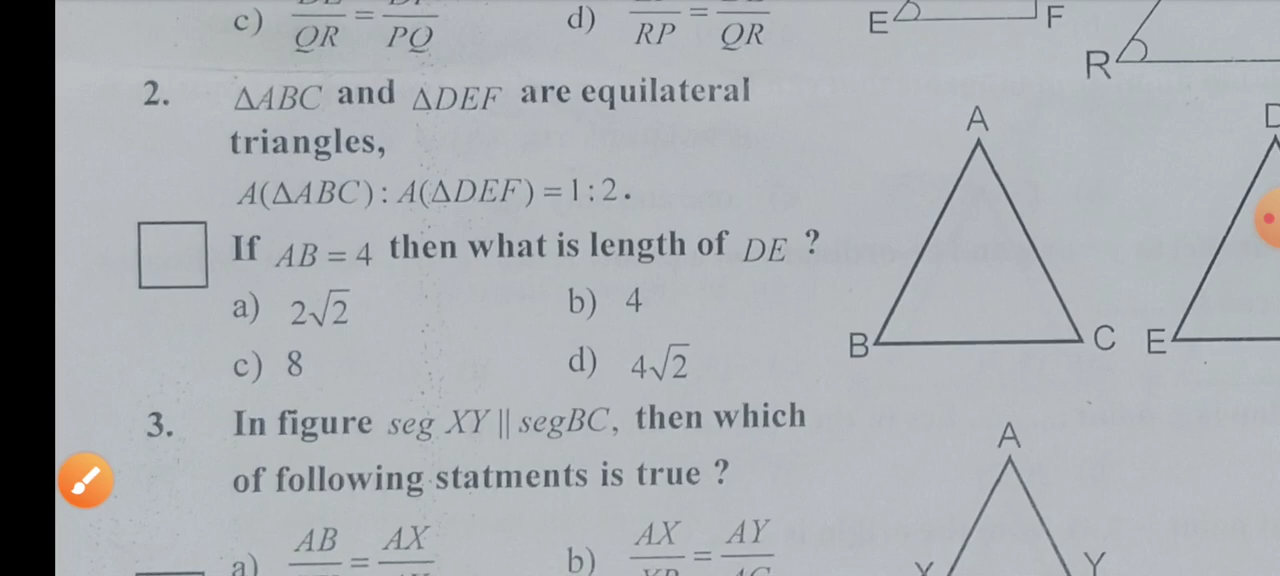 c) QR = PQ d) RP = QR
E F
R
2. ΔABC and ΔDEF are equilateral
triangles,
A(ΔABC) : A(ΔDEF) = 1 : 2.
If AB = 4 then what is length of DE ?
a) 2√2 b) 4
c) 8 d) 4√2
A
B C E
3. In figure seg XY || segBC, then which
of following statments is true ?
A
a) AB = AX b) AX = AY
Y